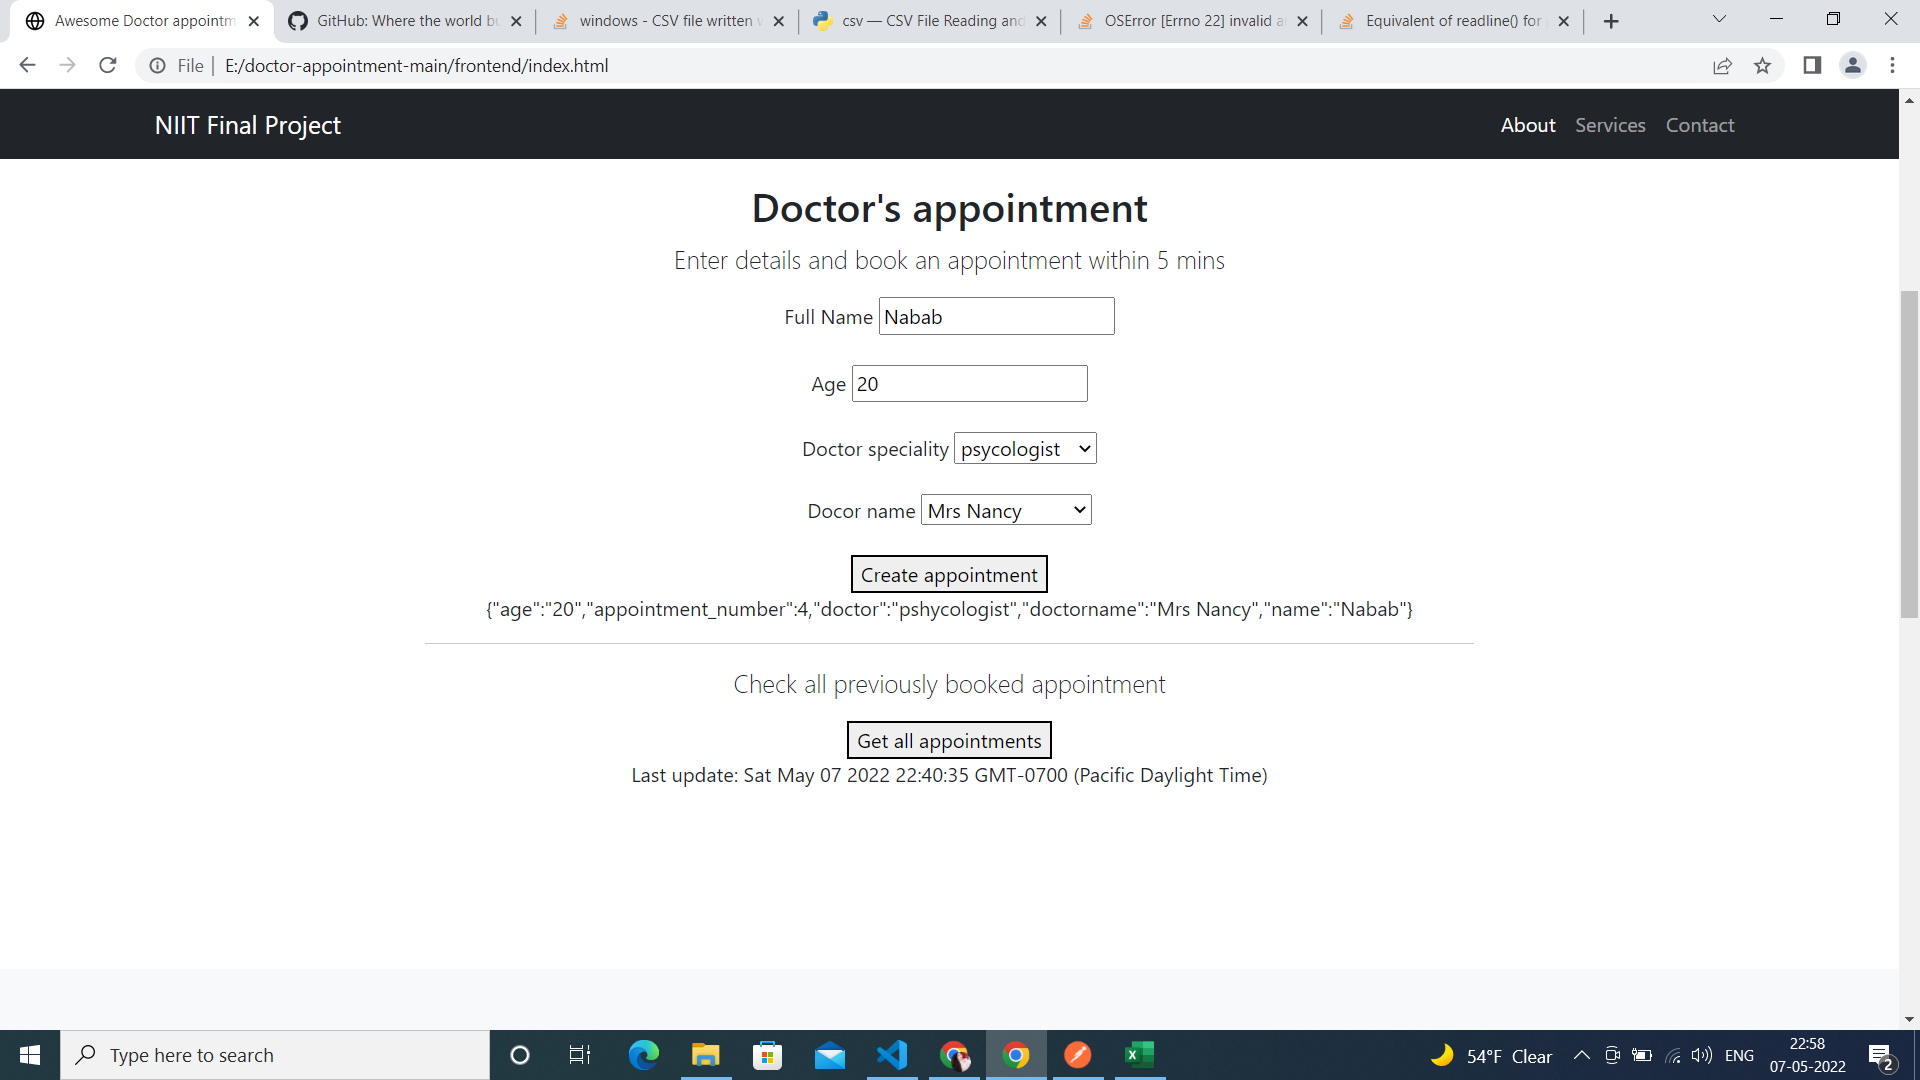 Awesome Doctor appointm
GitHub: Where the world bu
windows - CSV file written w
csv — CSV File Reading and
OSError [Errno 22] invalid a
Equivalent of readline() for
File | E:/doctor-appointment-main/frontend/index.html
NIIT Final Project
About Services Contact
Doctor's appointment
Enter details and book an appointment within 5 mins
Full Name Nabab
Age 20
Doctor speciality psycologist
Docor name Mrs Nancy
Create appointment
{"age":"20","appointment_number":4,"doctor":"pshycologist","doctorname":"Mrs Nancy","name":"Nabab"}
Check all previously booked appointment
Get all appointments
Last update: Sat May 07 2022 22:40:35 GMT-0700 (Pacific Daylight Time)
Type here to search
54°F Clear
ENG
22:58
07-05-2022
2